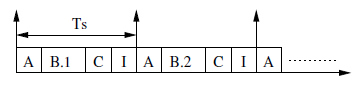 Ts
A B.1 C I A B.2 C I A ..........